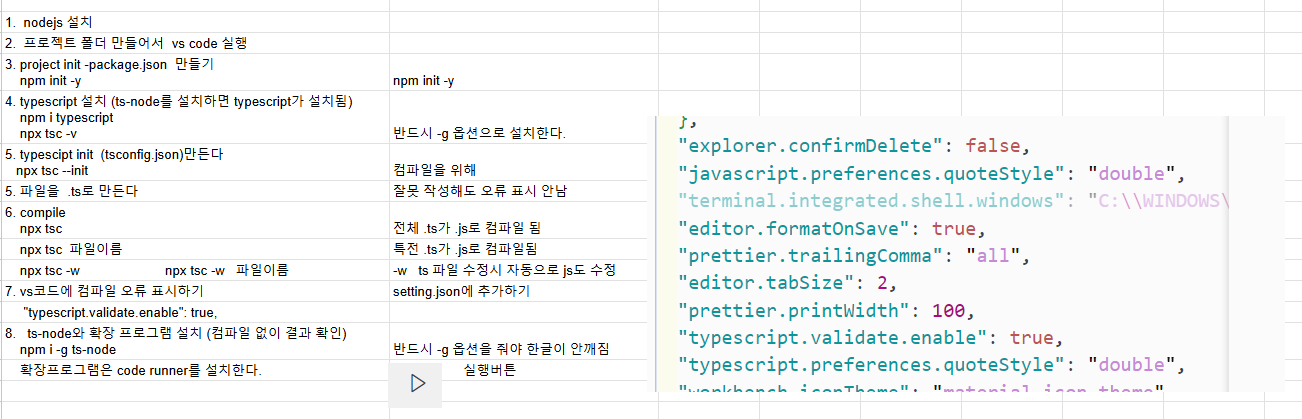 1. nodejs 설치
2. 프로젝트 폴더 만들어서 vs code 실행
3. project init -package.json 만들기
npm init -y
npm init -y
4. typescript 설치 (ts-node를 설치하면 typescript가 설치됨)
npm i typescript
npx tsc -v
반드시 -g 옵션으로 설치한다.
5. typescipt init (tsconfig.json)만든다
npx tsc --init
컴파일을 위해
5. 파일을 .ts로 만든다
잘못 작성해도 오류 표시 안남
6. compile
npx tsc
전체 .ts가 .js로 컴파일 됨
npx tsc 파일이름
특전 .ts가 .js로 컴파일됨
npx tsc -w npx tsc -w 파일이름
-w ts 파일 수정시 자동으로 js도 수정
7. vs코드에 컴파일 오류 표시하기
setting.json에 추가하기
"typescript.validate.enable": true,
8. ts-node와 확장 프로그램 설치 (컴파일 없이 결과 확인)
npm i -g ts-node
반드시 -g 옵션을 줘야 한글이 안깨짐
확장프로그램은 code runner를 설치한다.
실행버튼
},
"explorer.confirmDelete": false,
"javascript.preferences.quoteStyle": "double",
"terminal.integrated.shell.windows": "C:\\WINDOWS\
"editor.formatOnSave": true,
"prettier.trailingComma": "all",
"editor.tabSize": 2,
"prettier.printWidth": 100,
"typescript.validate.enable": true,
"typescript.preferences.quoteStyle": "double",
"workbench.iconTheme": "material-icon-theme"